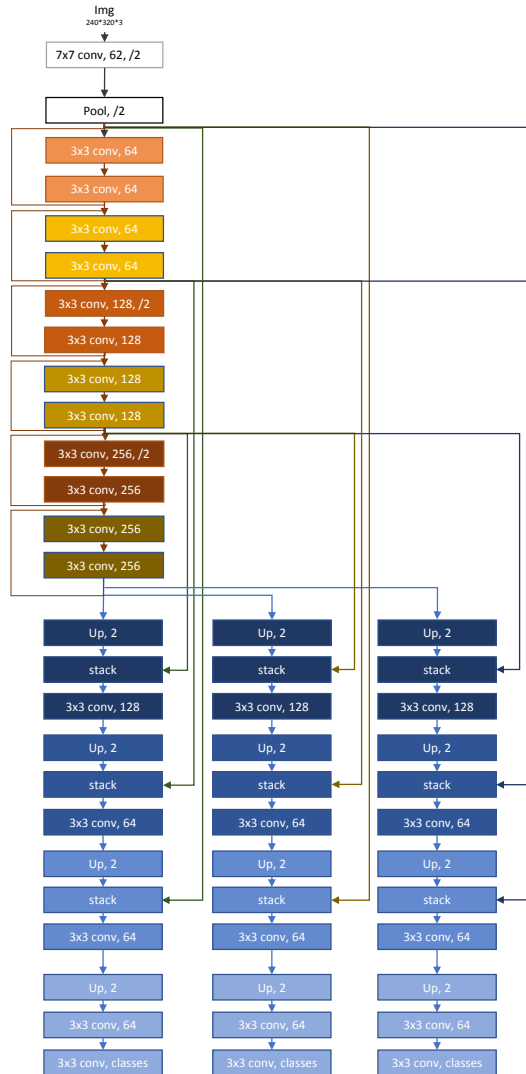 Img
240*320*3
7x7 conv, 62, /2
Pool, /2
3x3 conv, 64
3x3 conv, 64
3x3 conv, 64
3x3 conv, 64
3x3 conv, 128, /2
3x3 conv, 128
3x3 conv, 128
3x3 conv, 128
3x3 conv, 256, /2
3x3 conv, 256
3x3 conv, 256
3x3 conv, 256
Up, 2 Up, 2 Up, 2
stack stack stack
3x3 conv, 128 3x3 conv, 128 3x3 conv, 128
Up, 2 Up, 2 Up, 2
stack stack stack
3x3 conv, 64 3x3 conv, 64 3x3 conv, 64
Up, 2 Up, 2 Up, 2
stack stack stack
3x3 conv, 64 3x3 conv, 64 3x3 conv, 64
Up, 2 Up, 2 Up, 2
3x3 conv, 64 3x3 conv, 64 3x3 conv, 64
3x3 conv, classes 3x3 conv, classes 3x3 conv, classes